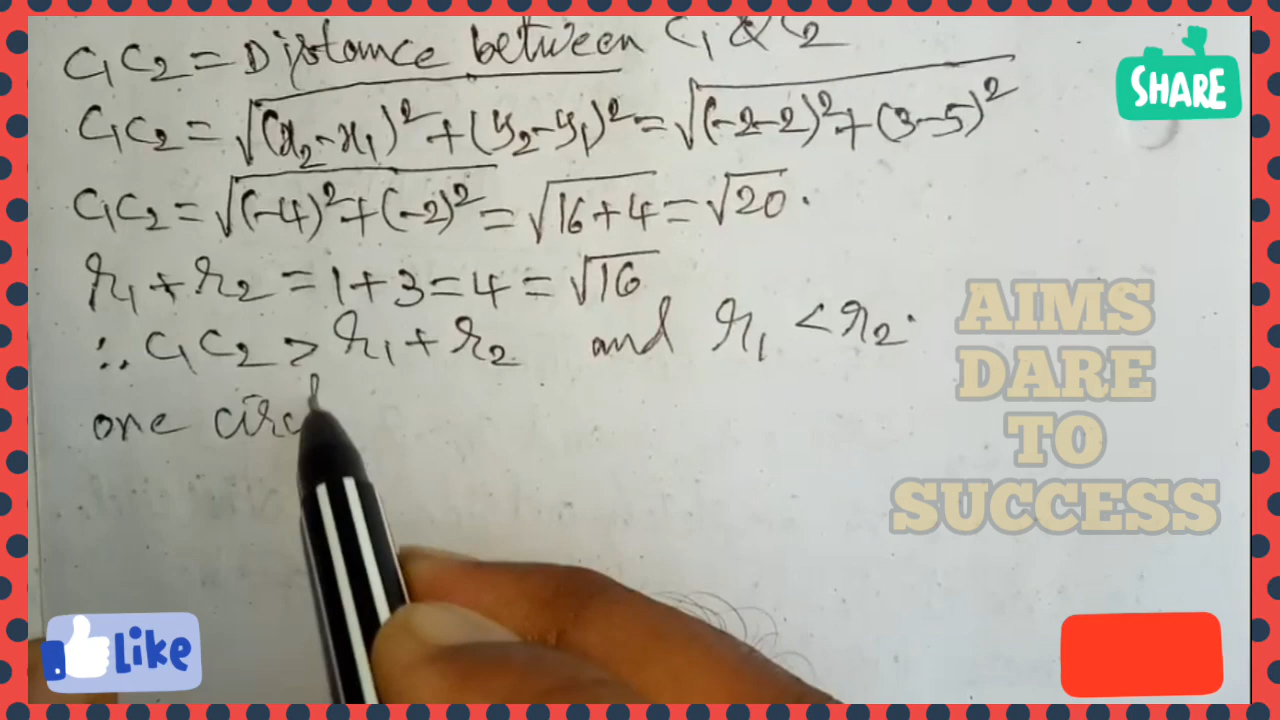 C₁C₂ = Distance between C₁ & C₂
C₁C₂ = √(x₂-x₁)²+(y₂-y₁)² = √(-2-2)²+(3-5)²
C₁C₂ = √(-4)²+(-2)² = √16+4 = √20.
r₁+r₂ = 1+3=4 = √16
∴ C₁C₂ > r₁+r₂ and r₁ < r₂.
one circ
SHARE
AIMS
DARE
TO
SUCCESS
Like